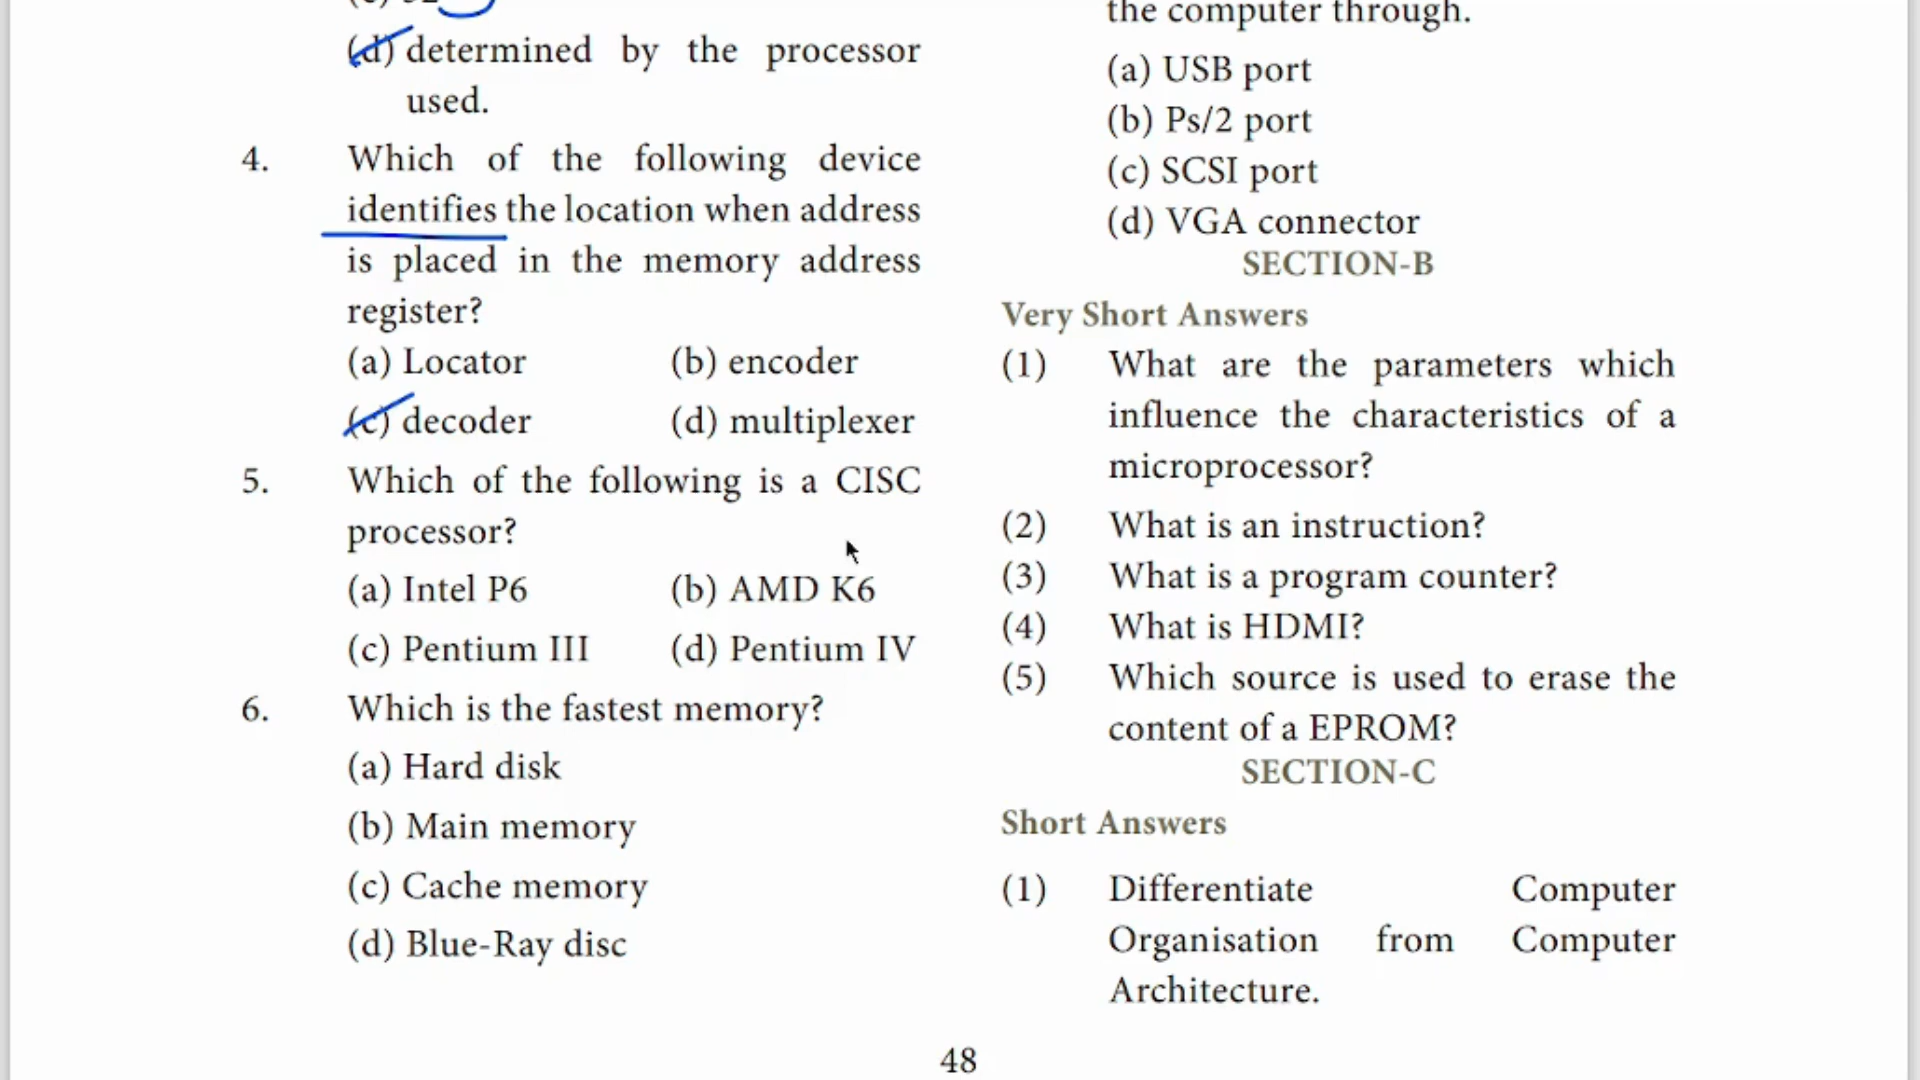 (d) determined by the processor
used.
4. Which of the following device
identifies the location when address
is placed in the memory address
register?
(a) Locator (b) encoder
(c) decoder (d) multiplexer
5. Which of the following is a CISC
processor?
(a) Intel P6 (b) AMD K6
(c) Pentium III (d) Pentium IV
6. Which is the fastest memory?
(a) Hard disk
(b) Main memory
(c) Cache memory
(d) Blue-Ray disc
the computer through.
(a) USB port
(b) Ps/2 port
(c) SCSI port
(d) VGA connector
SECTION-B
Very Short Answers
(1) What are the parameters which
influence the characteristics of a
microprocessor?
(2) What is an instruction?
(3) What is a program counter?
(4) What is HDMI?
(5) Which source is used to erase the
content of a EPROM?
SECTION-C
Short Answers
(1) Differentiate Computer
Organisation from Computer
Architecture.
48